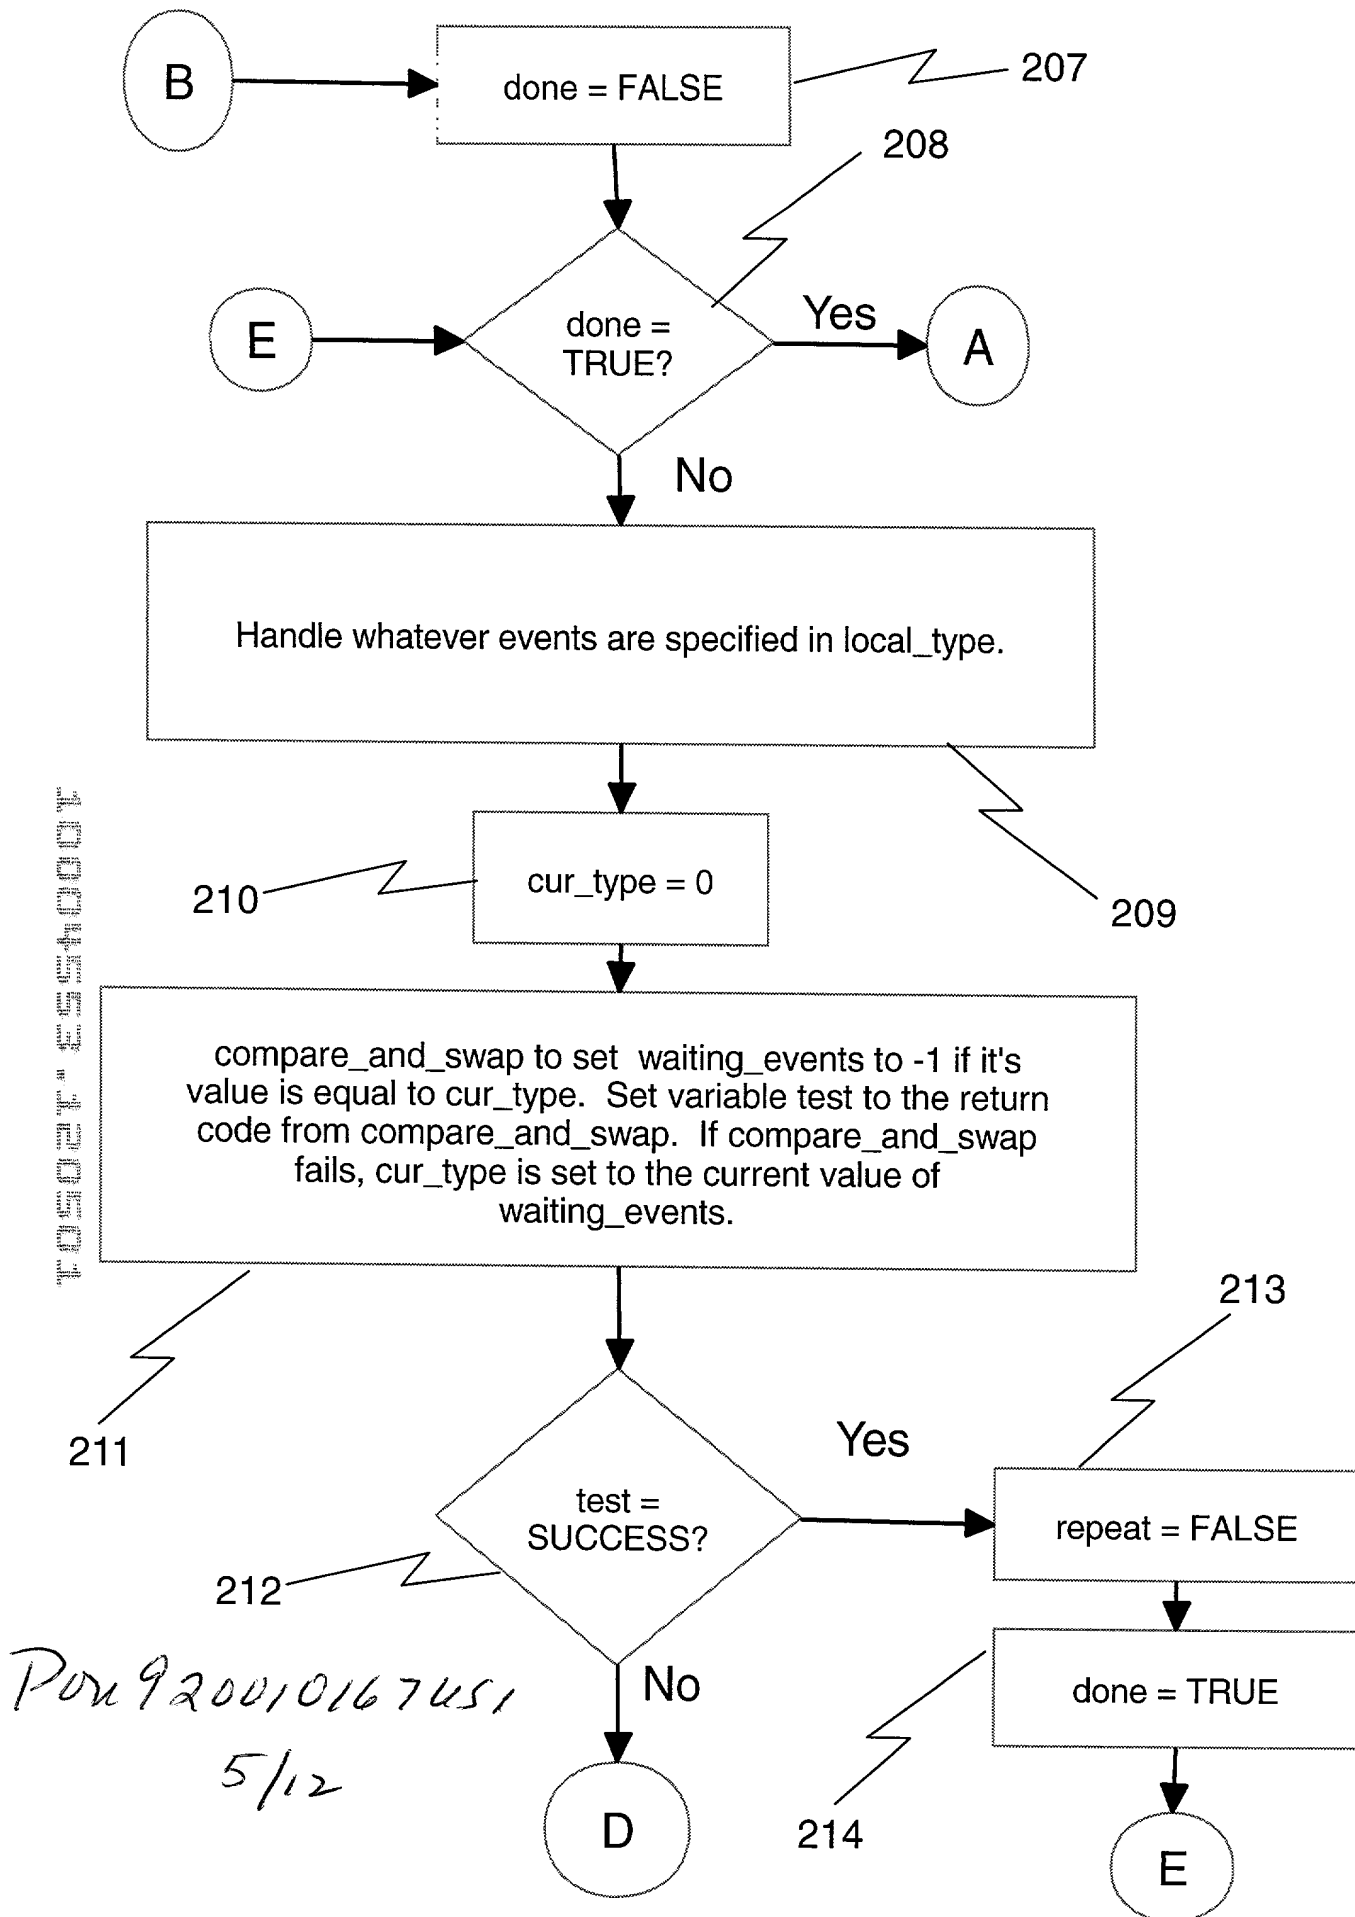 B
done = FALSE
207
208
E
done =
TRUE?
Yes
A
No
Handle whatever events are specified in local_type.
210
cur_type = 0
209
compare_and_swap to set waiting_events to -1 if it's
value is equal to cur_type. Set variable test to the return
code from compare_and_swap. If compare_and_swap
fails, cur_type is set to the current value of
waiting_events.
211
213
test =
SUCCESS?
Yes
repeat = FALSE
212
No
done = TRUE
5/12
D
214
E